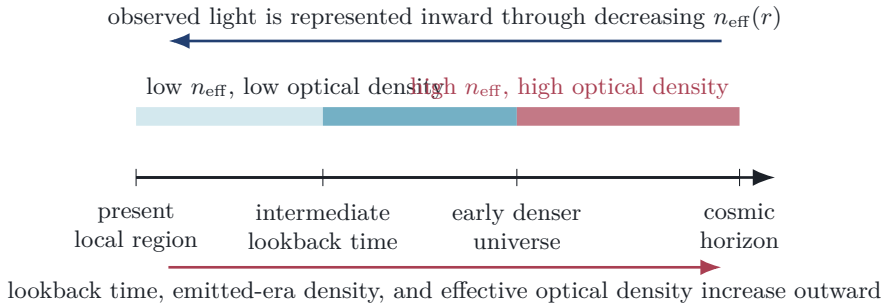 observed light is represented inward through decreasing n_eff(r)
low n_eff, low optical density
high n_eff, high optical density
present
local region
intermediate
lookback time
early denser
universe
cosmic
horizon
lookback time, emitted-era density, and effective optical density increase outward